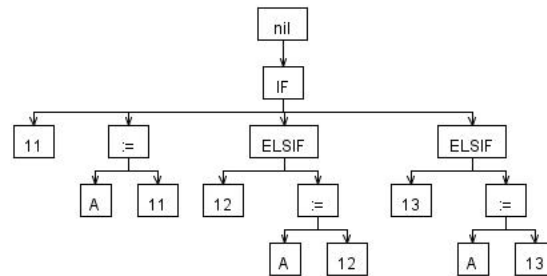 nil
IF
11 := ELSIF ELSIF
A 11 12 := 13 :=
A 12 A 13